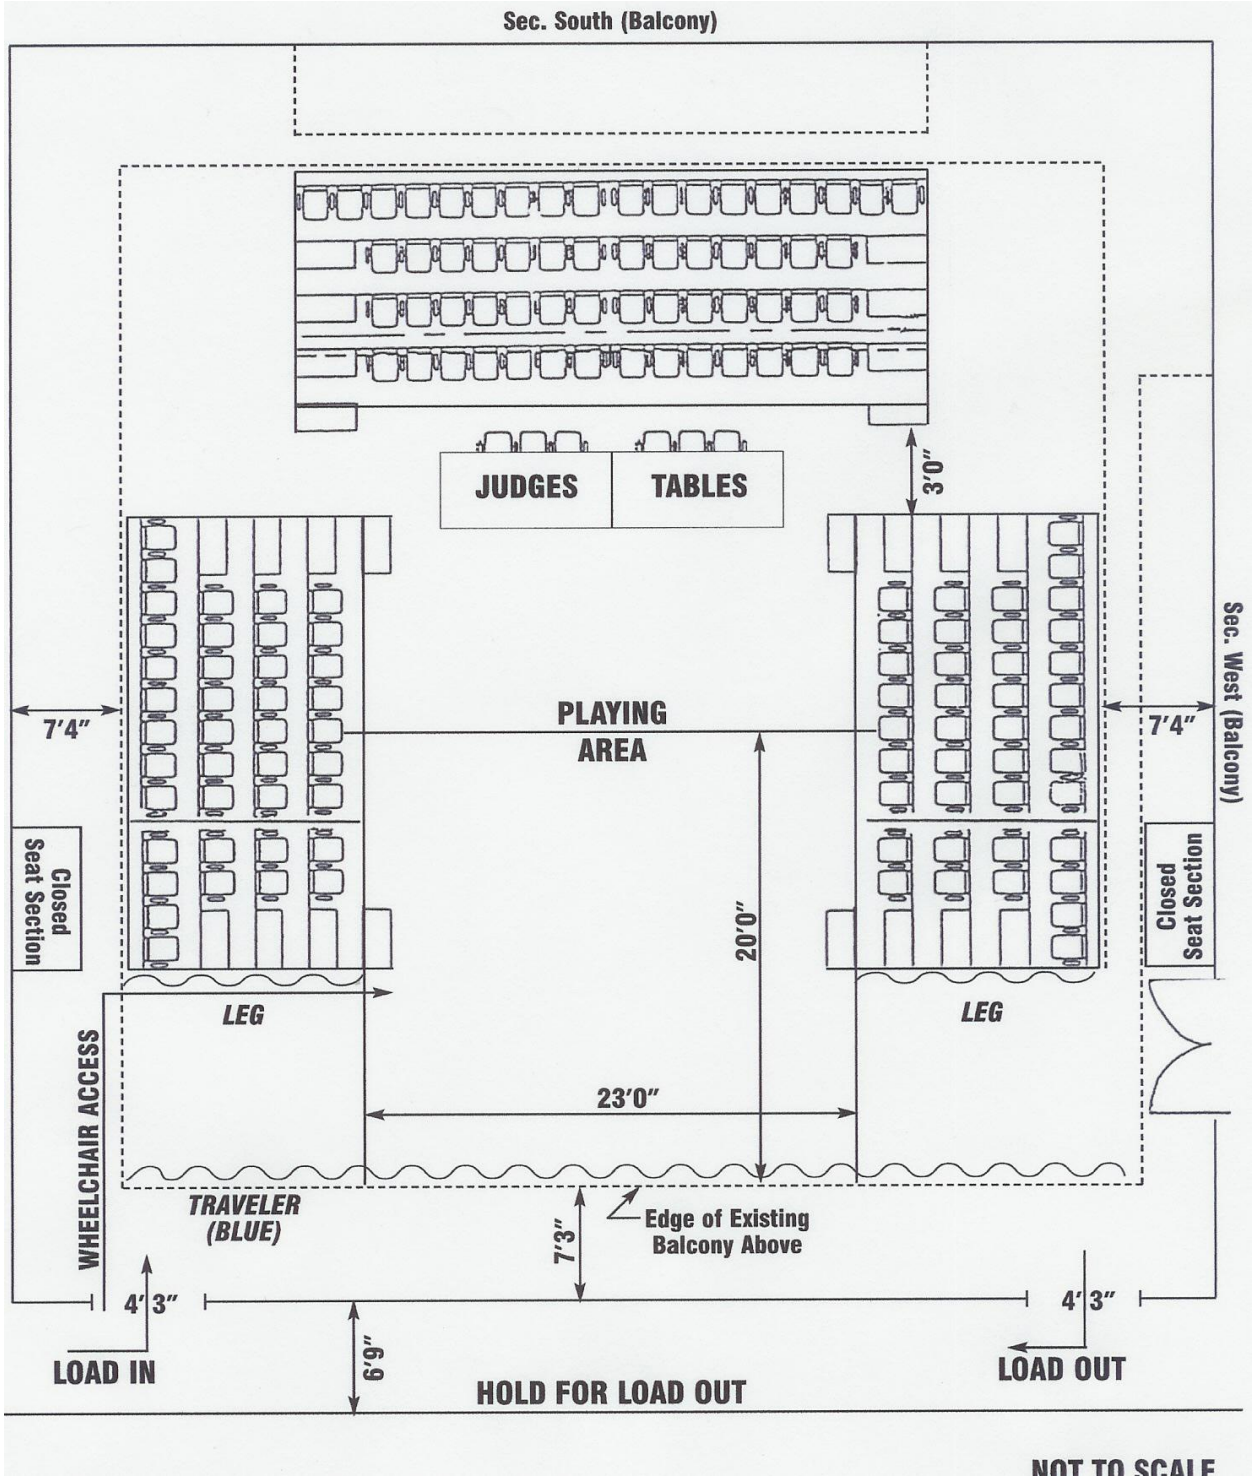 Sec. South (Balcony)
JUDGES
TABLES
3'0"
7'4"
PLAYING
AREA
7'4"
Sec. West (Balcony)
Closed
Seat Section
Closed
Seat Section
20'0"
LEG
LEG
WHEELCHAIR ACCESS
23'0"
TRAVELER
(BLUE)
7'3"
Edge of Existing
Balcony Above
4'3"
4'3"
LOAD IN
6'9"
LOAD OUT
HOLD FOR LOAD OUT
NOT TO SCALE